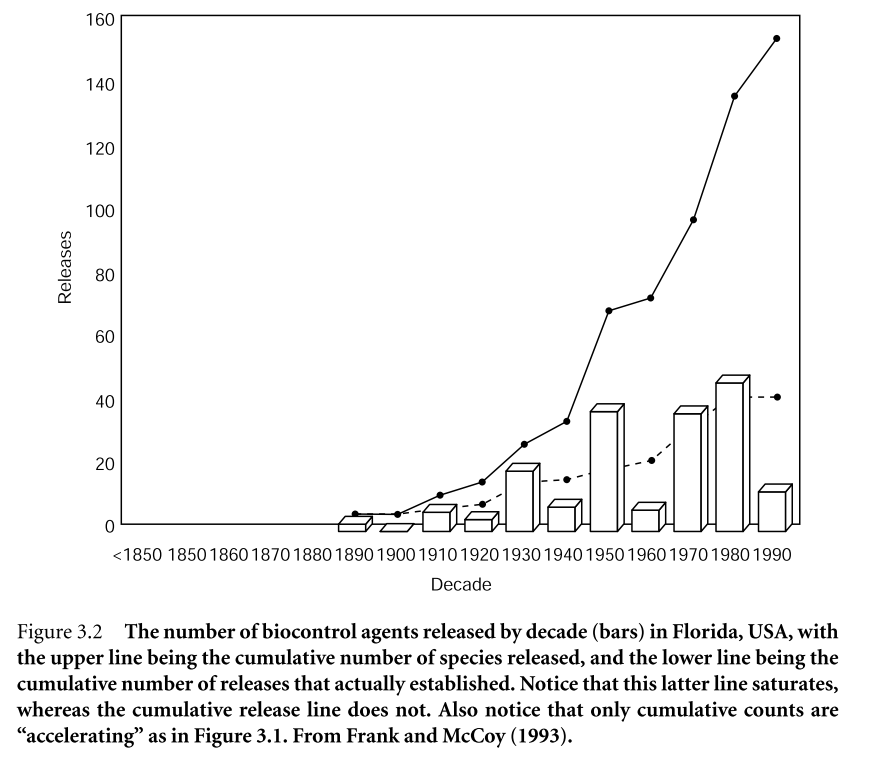 160
140
120
100
80
60
40
20
0
Releases
<1850 1850 1860 1870 1880 1890 1900 1910 1920 1930 1940 1950 1960 1970 1980 1990
Decade
Figure 3.2 The number of biocontrol agents released by decade (bars) in Florida, USA, with
the upper line being the cumulative number of species released, and the lower line being the
cumulative number of releases that actually established. Notice that this latter line saturates,
whereas the cumulative release line does not. Also notice that only cumulative counts are
“accelerating” as in Figure 3.1. From Frank and McCoy (1993).